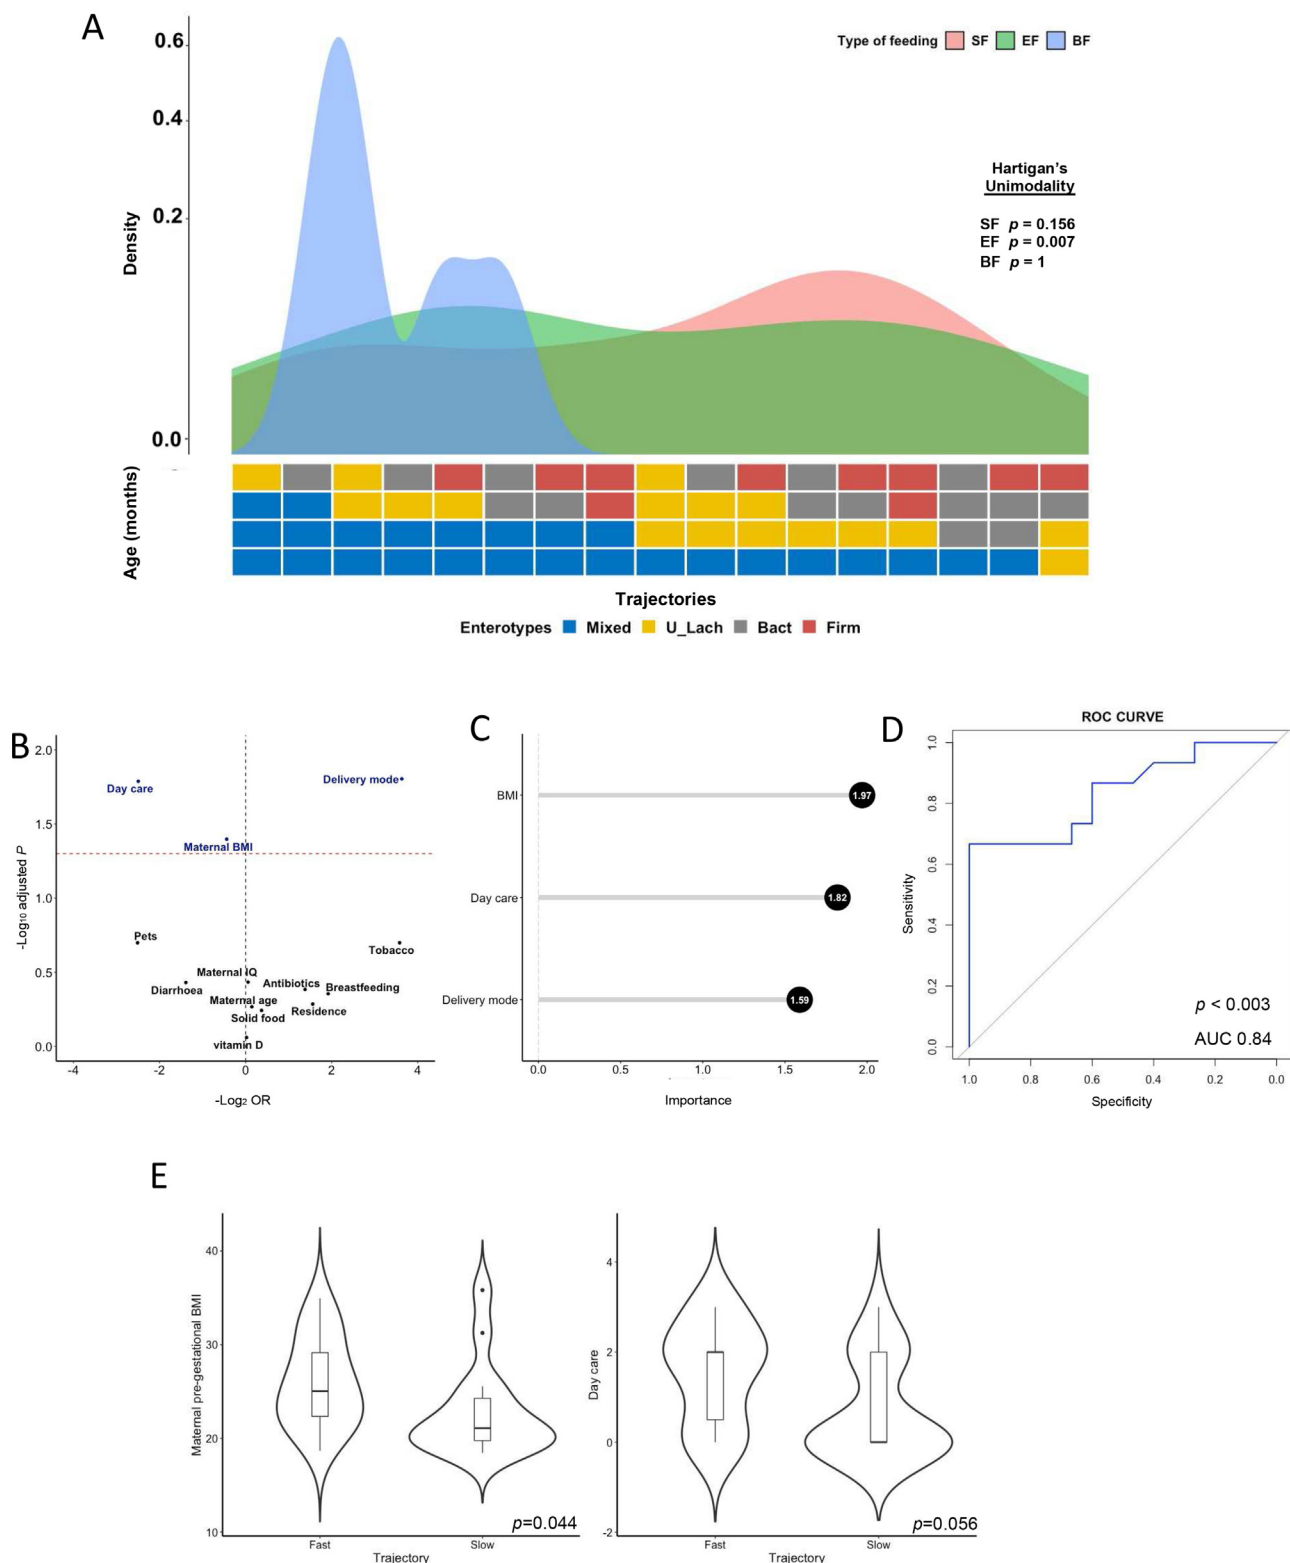 A
Type of feeding SF EF BF
0.6
0.4
0.2
0.0
Density
Hartigan's
Unimodality
SF p = 0.156
EF p = 0.007
BF p = 1
Age (months)
Trajectories
Enterotypes Mixed U_Lach Bact Firm
B
2.0
1.5
1.0
0.5
0.0
-Log10 adjusted P
Day care
Delivery mode
Maternal BMI
Pets
Tobacco
Maternal IQ
Diarrhoea
Antibiotics
Breastfeeding
Maternal age
Residence
Solid food
vitamin D
-4 -2 0 2 4
-Log2 OR
C
BMI
1.97
Day care
1.82
Delivery mode
1.59
0.0 0.5 1.0 1.5 2.0
Importance
D
ROC CURVE
1.0
0.8
0.6
0.4
0.2
0.0
Sensitivity
p < 0.003
AUC 0.84
1.0 0.8 0.6 0.4 0.2 0.0
Specificity
E
40
30
20
10
Maternal pre-gestational BMI
p=0.044
Fast Slow
Trajectory
4
2
0
-2
Day care
p=0.056
Fast Slow
Trajectory